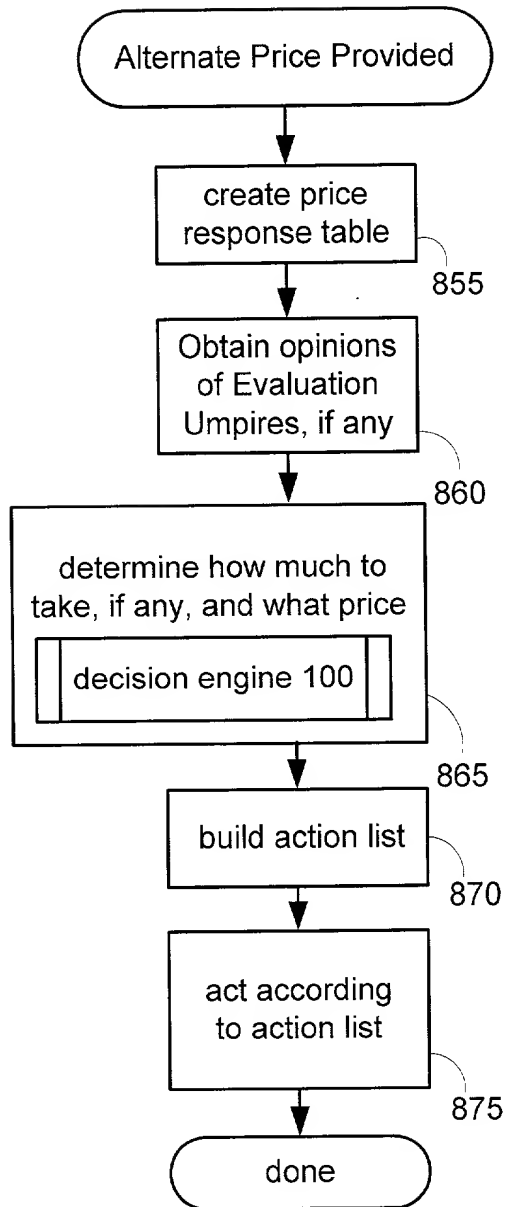 Alternate Price Provided
create price
response table
855
Obtain opinions
of Evaluation
Umpires, if any
860
determine how much to
take, if any, and what price
decision engine 100
865
build action list
870
act according
to action list
875
done